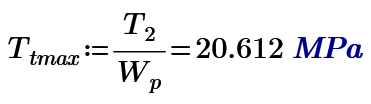 T_tmax := T_2 / W_p = 20.612 MPa